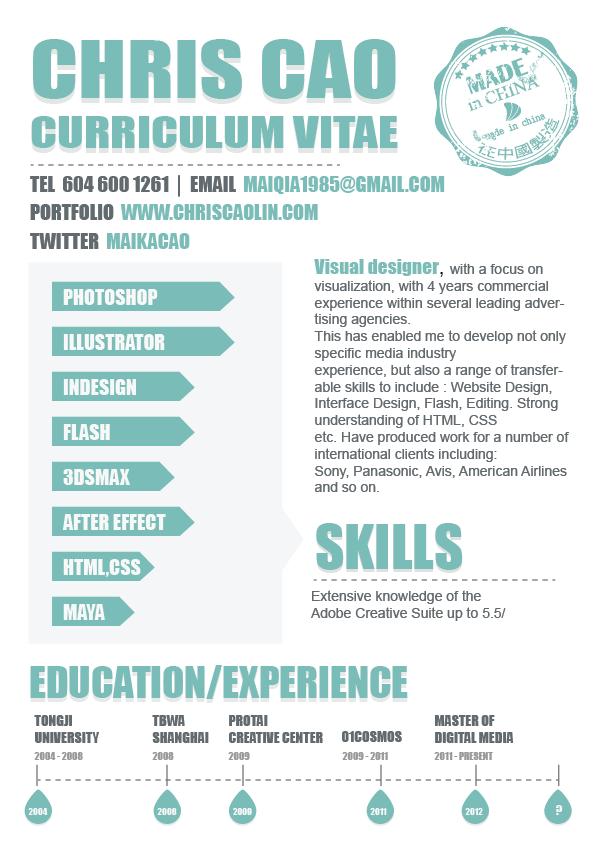 CHRIS CAO
CURRICULUM VITAE
MADE
in CHINA
made in china
在中國製造
TEL 604 600 1261 | EMAIL MAIQIA1985@GMAIL.COM
PORTFOLIO WWW.CHRISCAOLIN.COM
TWITTER MAIKACAO
PHOTOSHOP
ILLUSTRATOR
INDESIGN
FLASH
3DSMAX
AFTER EFFECT
HTML,CSS
MAYA
Visual designer, with a focus on
visualization, with 4 years commercial
experience within several leading adver-
tising agencies.
This has enabled me to develop not only
specific media industry
experience, but also a range of transfer-
able skills to include : Website Design,
Interface Design, Flash, Editing. Strong
understanding of HTML, CSS
etc. Have produced work for a number of
international clients including:
Sony, Panasonic, Avis, American Airlines
and so on.
SKILLS
Extensive knowledge of the
Adobe Creative Suite up to 5.5/
EDUCATION/EXPERIENCE
TONGJI
UNIVERSITY
2004 - 2008
TBWA
SHANGHAI
2008
PROTAI
CREATIVE CENTER
2009
01COSMOS
2009 - 2011
MASTER OF
DIGITAL MEDIA
2011 - PRESENT
2004
2008
2009
2011
2012
?